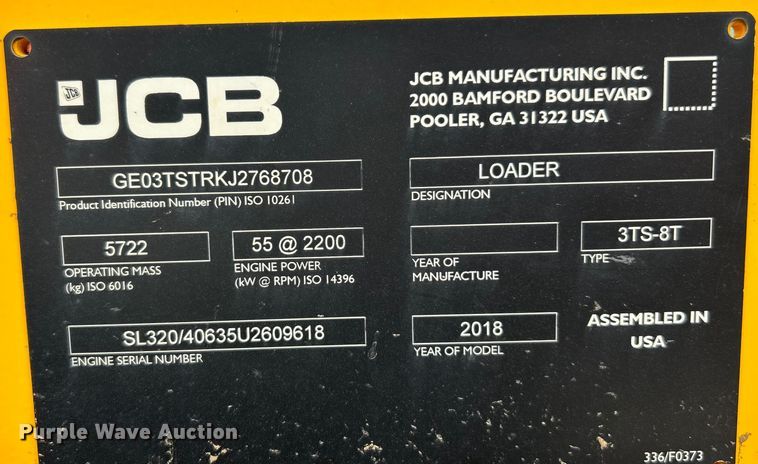 JCB
JCB
JCB MANUFACTURING INC.
2000 BAMFORD BOULEVARD
POOLER, GA 31322 USA
GE03TSTRKJ2768708
Product Identification Number (PIN) ISO 10261
LOADER
DESIGNATION
5722
OPERATING MASS
(kg) ISO 6016
55 @ 2200
ENGINE POWER
(kW @ RPM) ISO 14396
YEAR OF
MANUFACTURE
3TS-8T
TYPE
SL320/40635U2609618
ENGINE SERIAL NUMBER
2018
YEAR OF MODEL
ASSEMBLED IN
USA
Purple Wave Auction
336/F0373